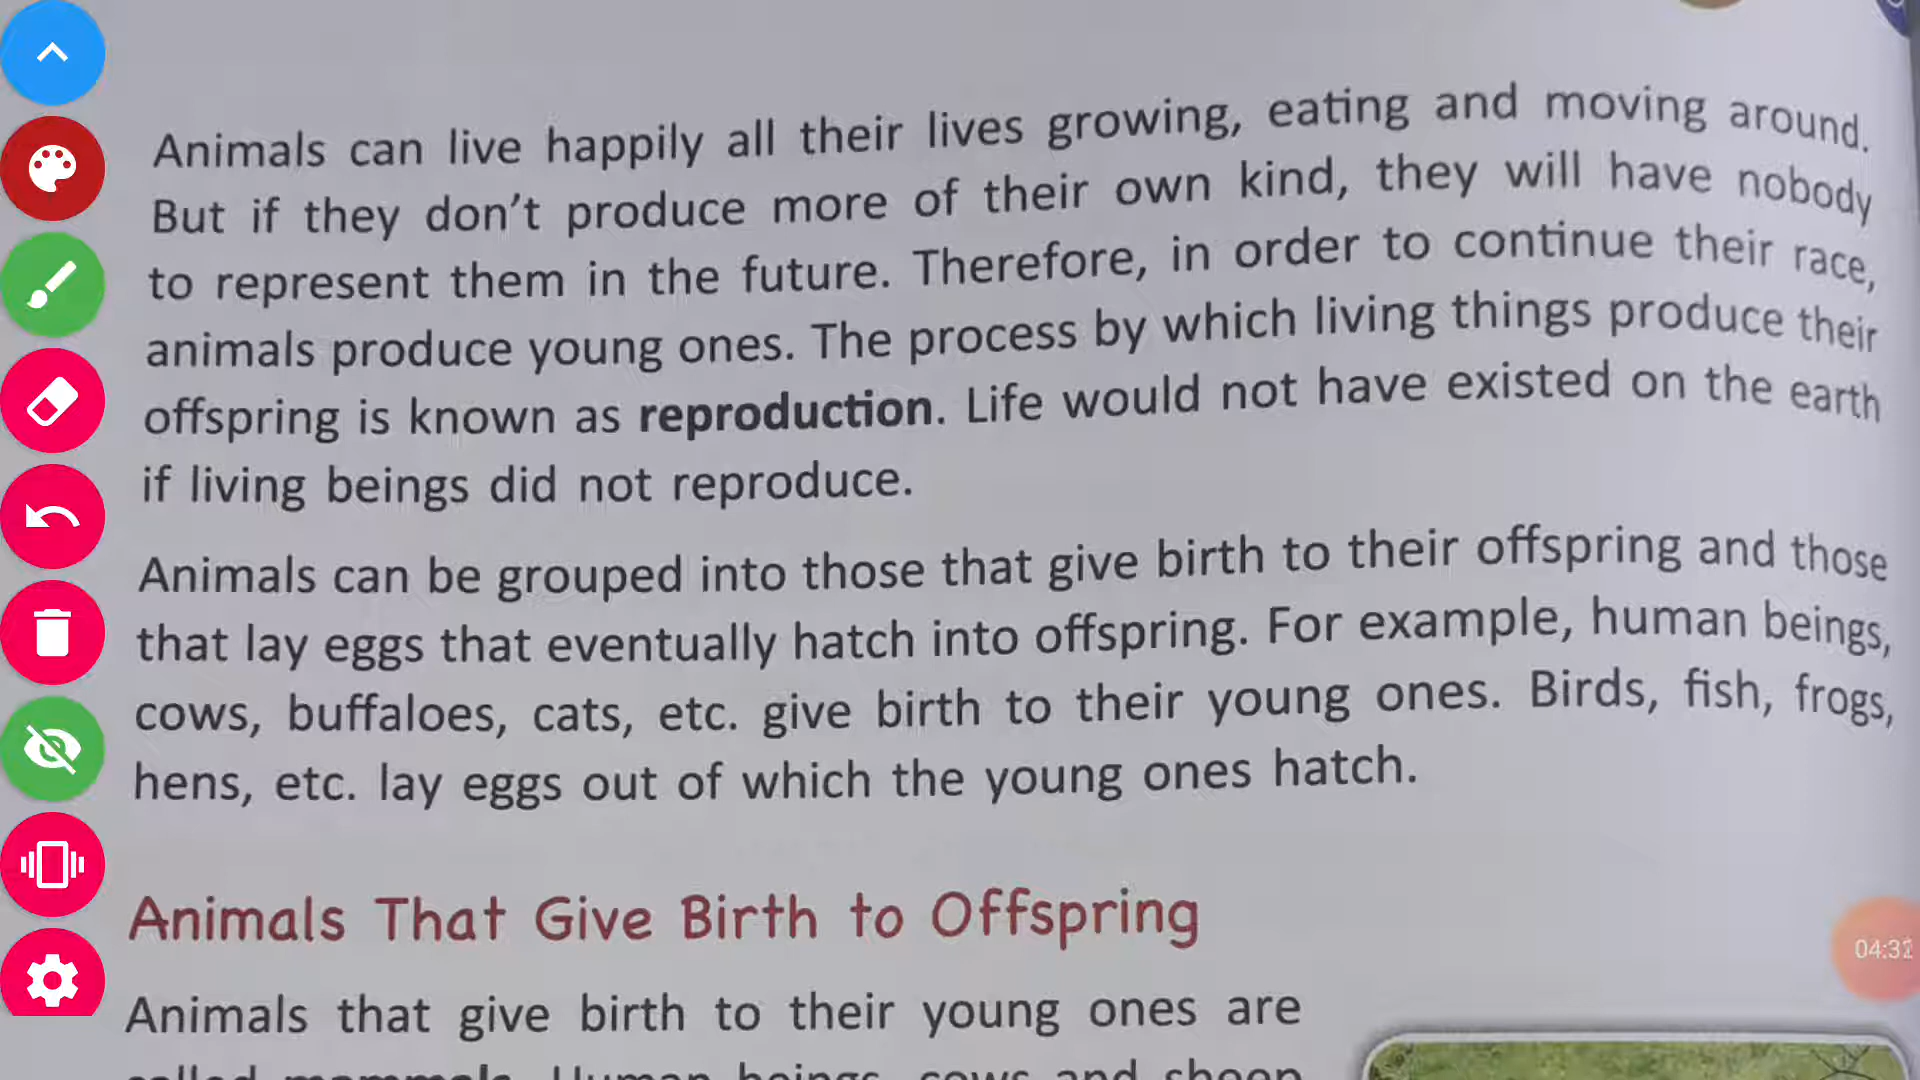 Animals can live happily all their lives growing, eating and moving around.
But if they don't produce more of their own kind, they will have nobody
to represent them in the future. Therefore, in order to continue their race,
animals produce young ones. The process by which living things produce their
offspring is known as reproduction. Life would not have existed on the earth
if living beings did not reproduce.
Animals can be grouped into those that give birth to their offspring and those
that lay eggs that eventually hatch into offspring. For example, human beings,
cows, buffaloes, cats, etc. give birth to their young ones. Birds, fish, frogs,
hens, etc. lay eggs out of which the young ones hatch.
Animals That Give Birth to Offspring
04:32
Animals that give birth to their young ones are
called mammals. Human beings, cows and sheep